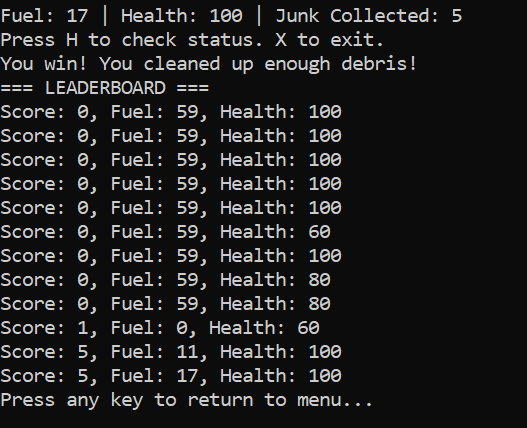 Fuel: 17 | Health: 100 | Junk Collected: 5
Press H to check status. X to exit.
You win! You cleaned up enough debris!
=== LEADERBOARD ===
Score: 0, Fuel: 59, Health: 100
Score: 0, Fuel: 59, Health: 100
Score: 0, Fuel: 59, Health: 100
Score: 0, Fuel: 59, Health: 100
Score: 0, Fuel: 59, Health: 100
Score: 0, Fuel: 59, Health: 60
Score: 0, Fuel: 59, Health: 100
Score: 0, Fuel: 59, Health: 80
Score: 0, Fuel: 59, Health: 80
Score: 1, Fuel: 0, Health: 60
Score: 5, Fuel: 11, Health: 100
Score: 5, Fuel: 17, Health: 100
Press any key to return to menu...